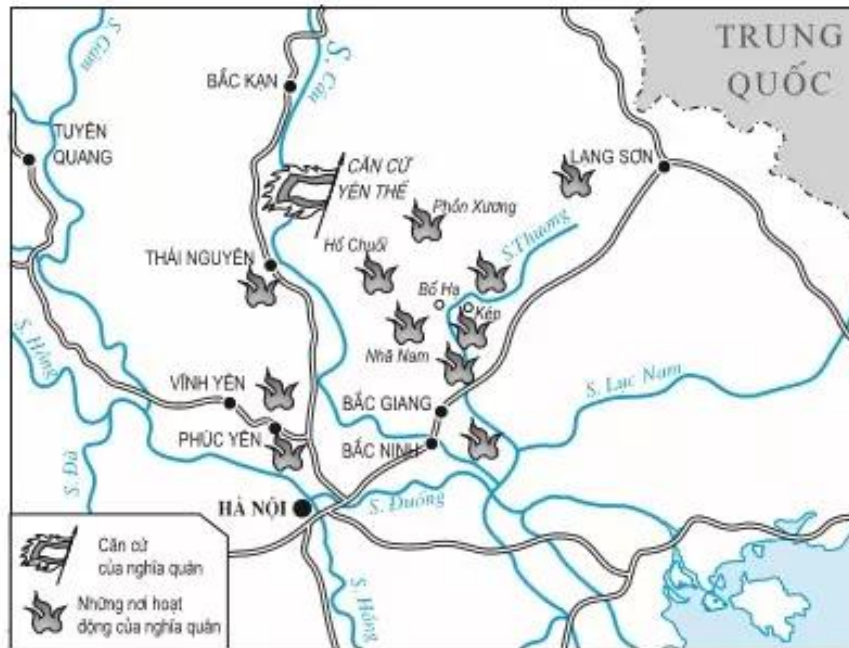 S. Gâm
S. Cầu
TRUNG
QUỐC
BẮC KẠN
TUYÊN
QUANG
LẠNG SƠN
CĂN CỨ
YÊN THẾ
Phồn Xương
S.Thương
Hố Chuối
THÁI NGUYÊN
Bố Hạ
Kép
S. Hồng
Nhã Nam
VĨNH YÊN
S. Lục Nam
BẮC GIANG
PHÚC YÊN
BẮC NINH
S. Đà
HÀ NỘI
S. Đuống
Căn cứ
của nghĩa quân
Những nơi hoạt
động của nghĩa quân
S. Hồng